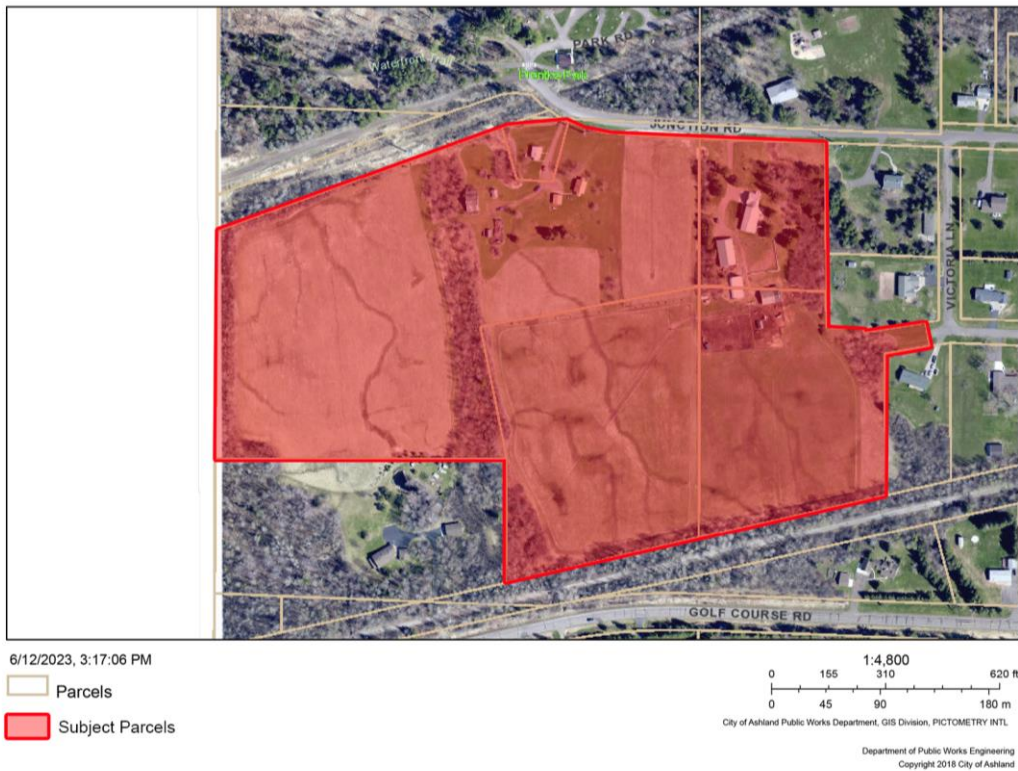 PARK RD
Waterfront Trail
Prentice Park
JUNCTION RD
VICTORIA LN
GOLF COURSE RD
6/12/2023, 3:17:06 PM
Parcels
Subject Parcels
1:4,800
0 155 310 620 ft
0 45 90 180 m
City of Ashland Public Works Department, GIS Division, PICTOMETRY INTL
Department of Public Works Engineering
Copyright 2018 City of Ashland